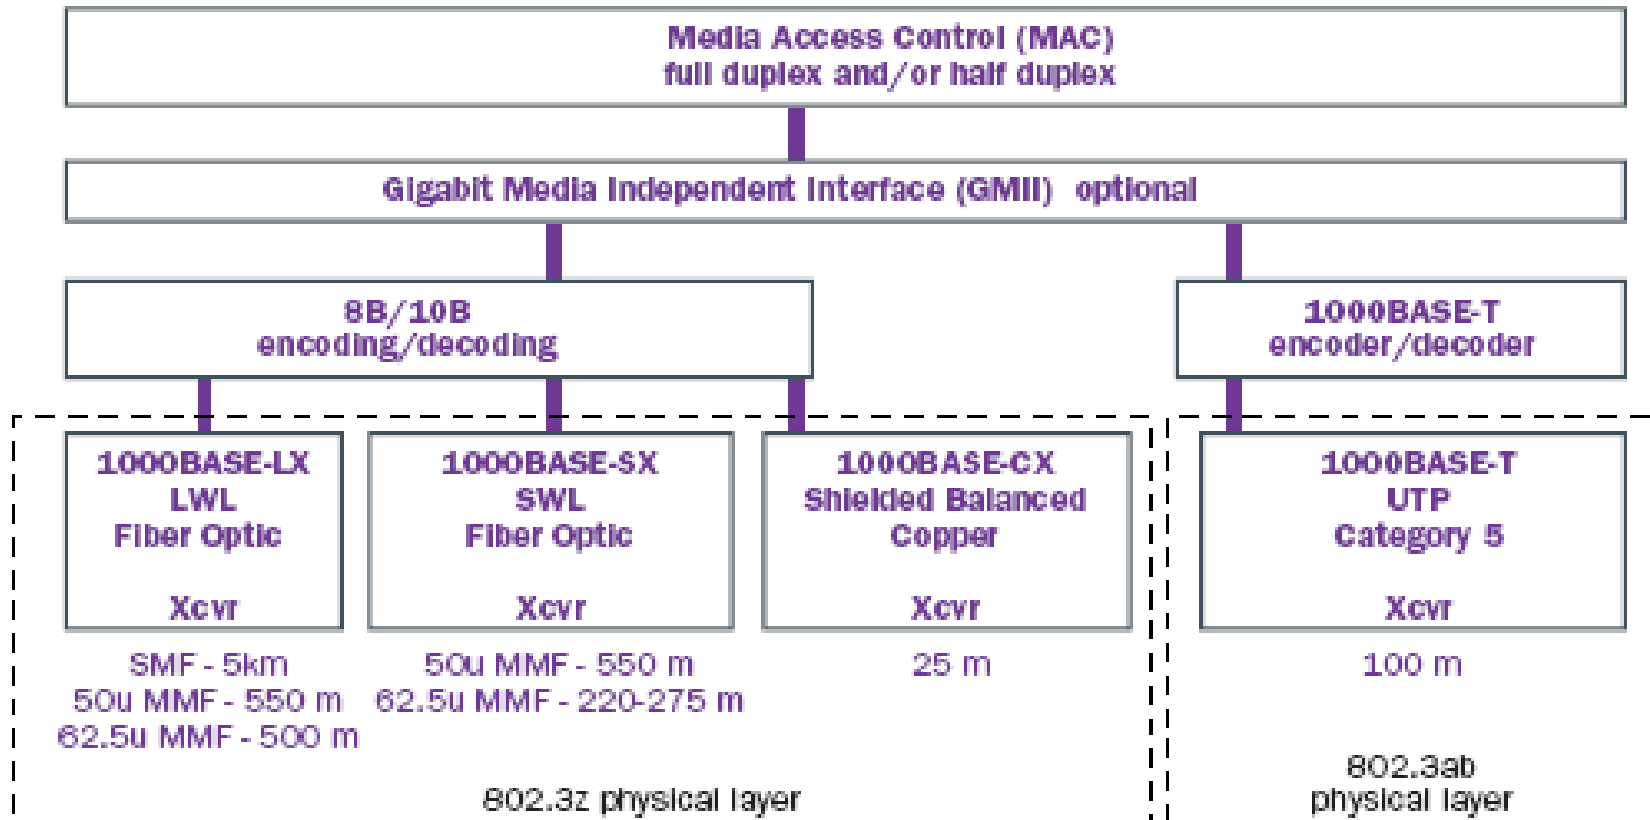 Media Access Control (MAC)
full duplex and/or half duplex
Gigabit Media Independent Interface (GMII) optional
8B/10B
encoding/decoding
1000BASE-T
encoder/decoder
1000BASE-LX
LWL
Fiber Optic
Xcvr
SMF - 5km
50u MMF - 550 m
62.5u MMF - 500 m
1000BASE-SX
SWL
Fiber Optic
Xcvr
50u MMF - 550 m
62.5u MMF - 220-275 m
1000BASE-CX
Shielded Balanced
Copper
Xcvr
25 m
802.3z physical layer
1000BASE-T
UTP
Category 5
Xcvr
100 m
802.3ab
physical layer